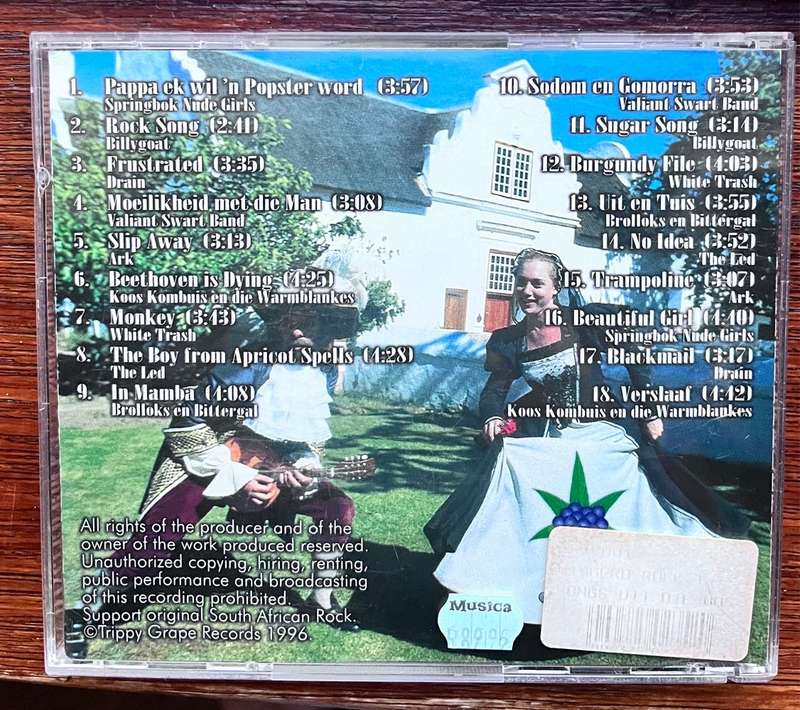 1. Pappa ek wil 'n Popster word (3:57)
Springbok Nude Girls
2. Rock Song (2:41)
Billygoat
3. Frustrated (3:35)
Drain
4. Moeilikheid met die Man (3:08)
Valiant Swart Band
5. Slip Away (3:13)
Ark
6. Beethoven is Dying (4:25)
Koos Kombuis en die Warmblankes
7. Monkey (3:43)
White Trash
8. The Boy from Apricot Spells (4:28)
The Led
9. In Mamba (4:08)
Brolloks en Bittergal
10. Sodom en Gomorra (3:53)
Valiant Swart Band
11. Sugar Song (3:14)
Billygoat
12. Burgundy File (4:03)
White Trash
13. Uit en Tuis (3:55)
Brolloks en Bittergal
14. No Idea (3:52)
The Led
15. Trampoline (3:07)
Ark
16. Beautiful Girl (4:40)
Springbok Nude Girls
17. Blackmail (3:17)
Drain
18. Verslaaf (4:42)
Koos Kombuis en die Warmblaukes
All rights of the producer and of the
owner of the work produced reserved.
Unauthorized copying, hiring, renting,
public performance and broadcasting
of this recording prohibited.
Support original South African Rock.
©Trippy Grape Records 1996.
Musica